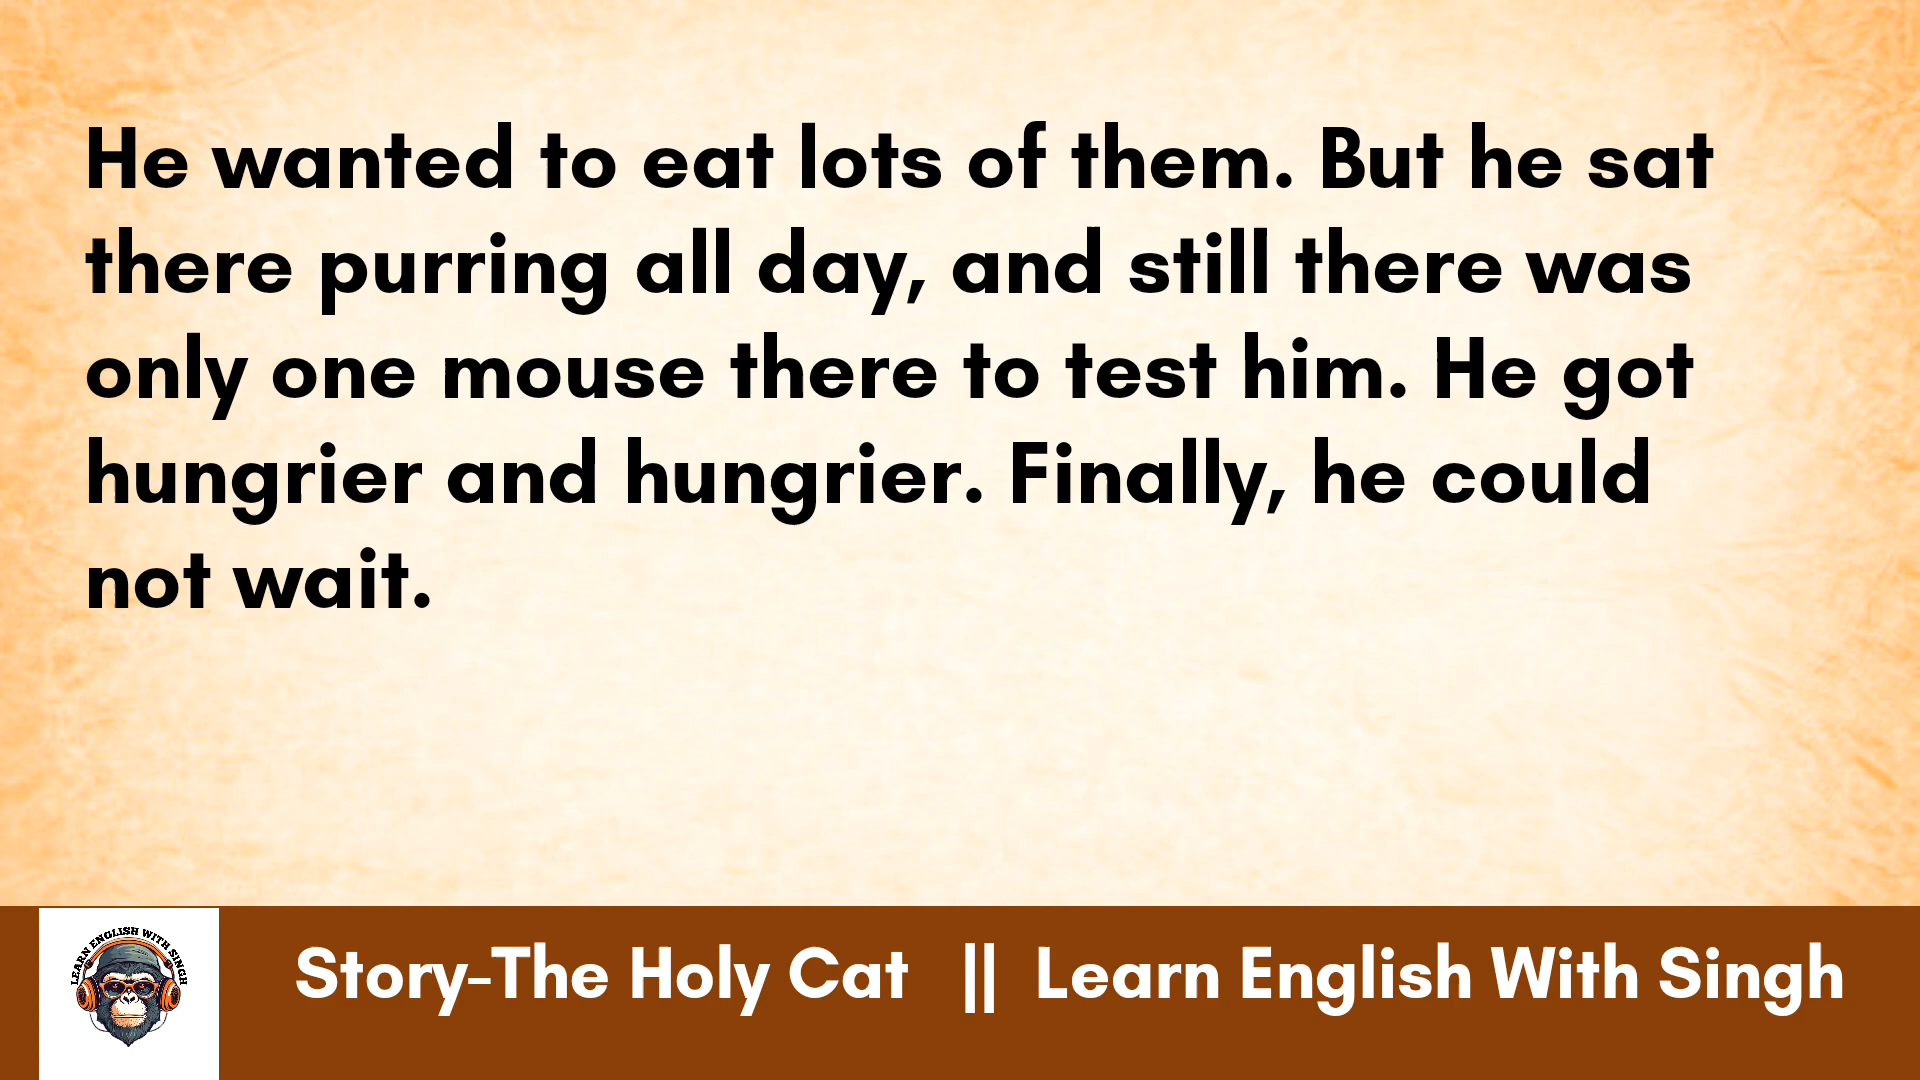 He wanted to eat lots of them. But he sat
there purring all day, and still there was
only one mouse there to test him. He got
hungrier and hungrier. Finally, he could
not wait.
LEARN ENGLISH WITH SINGH
Story-The Holy Cat || Learn English With Singh